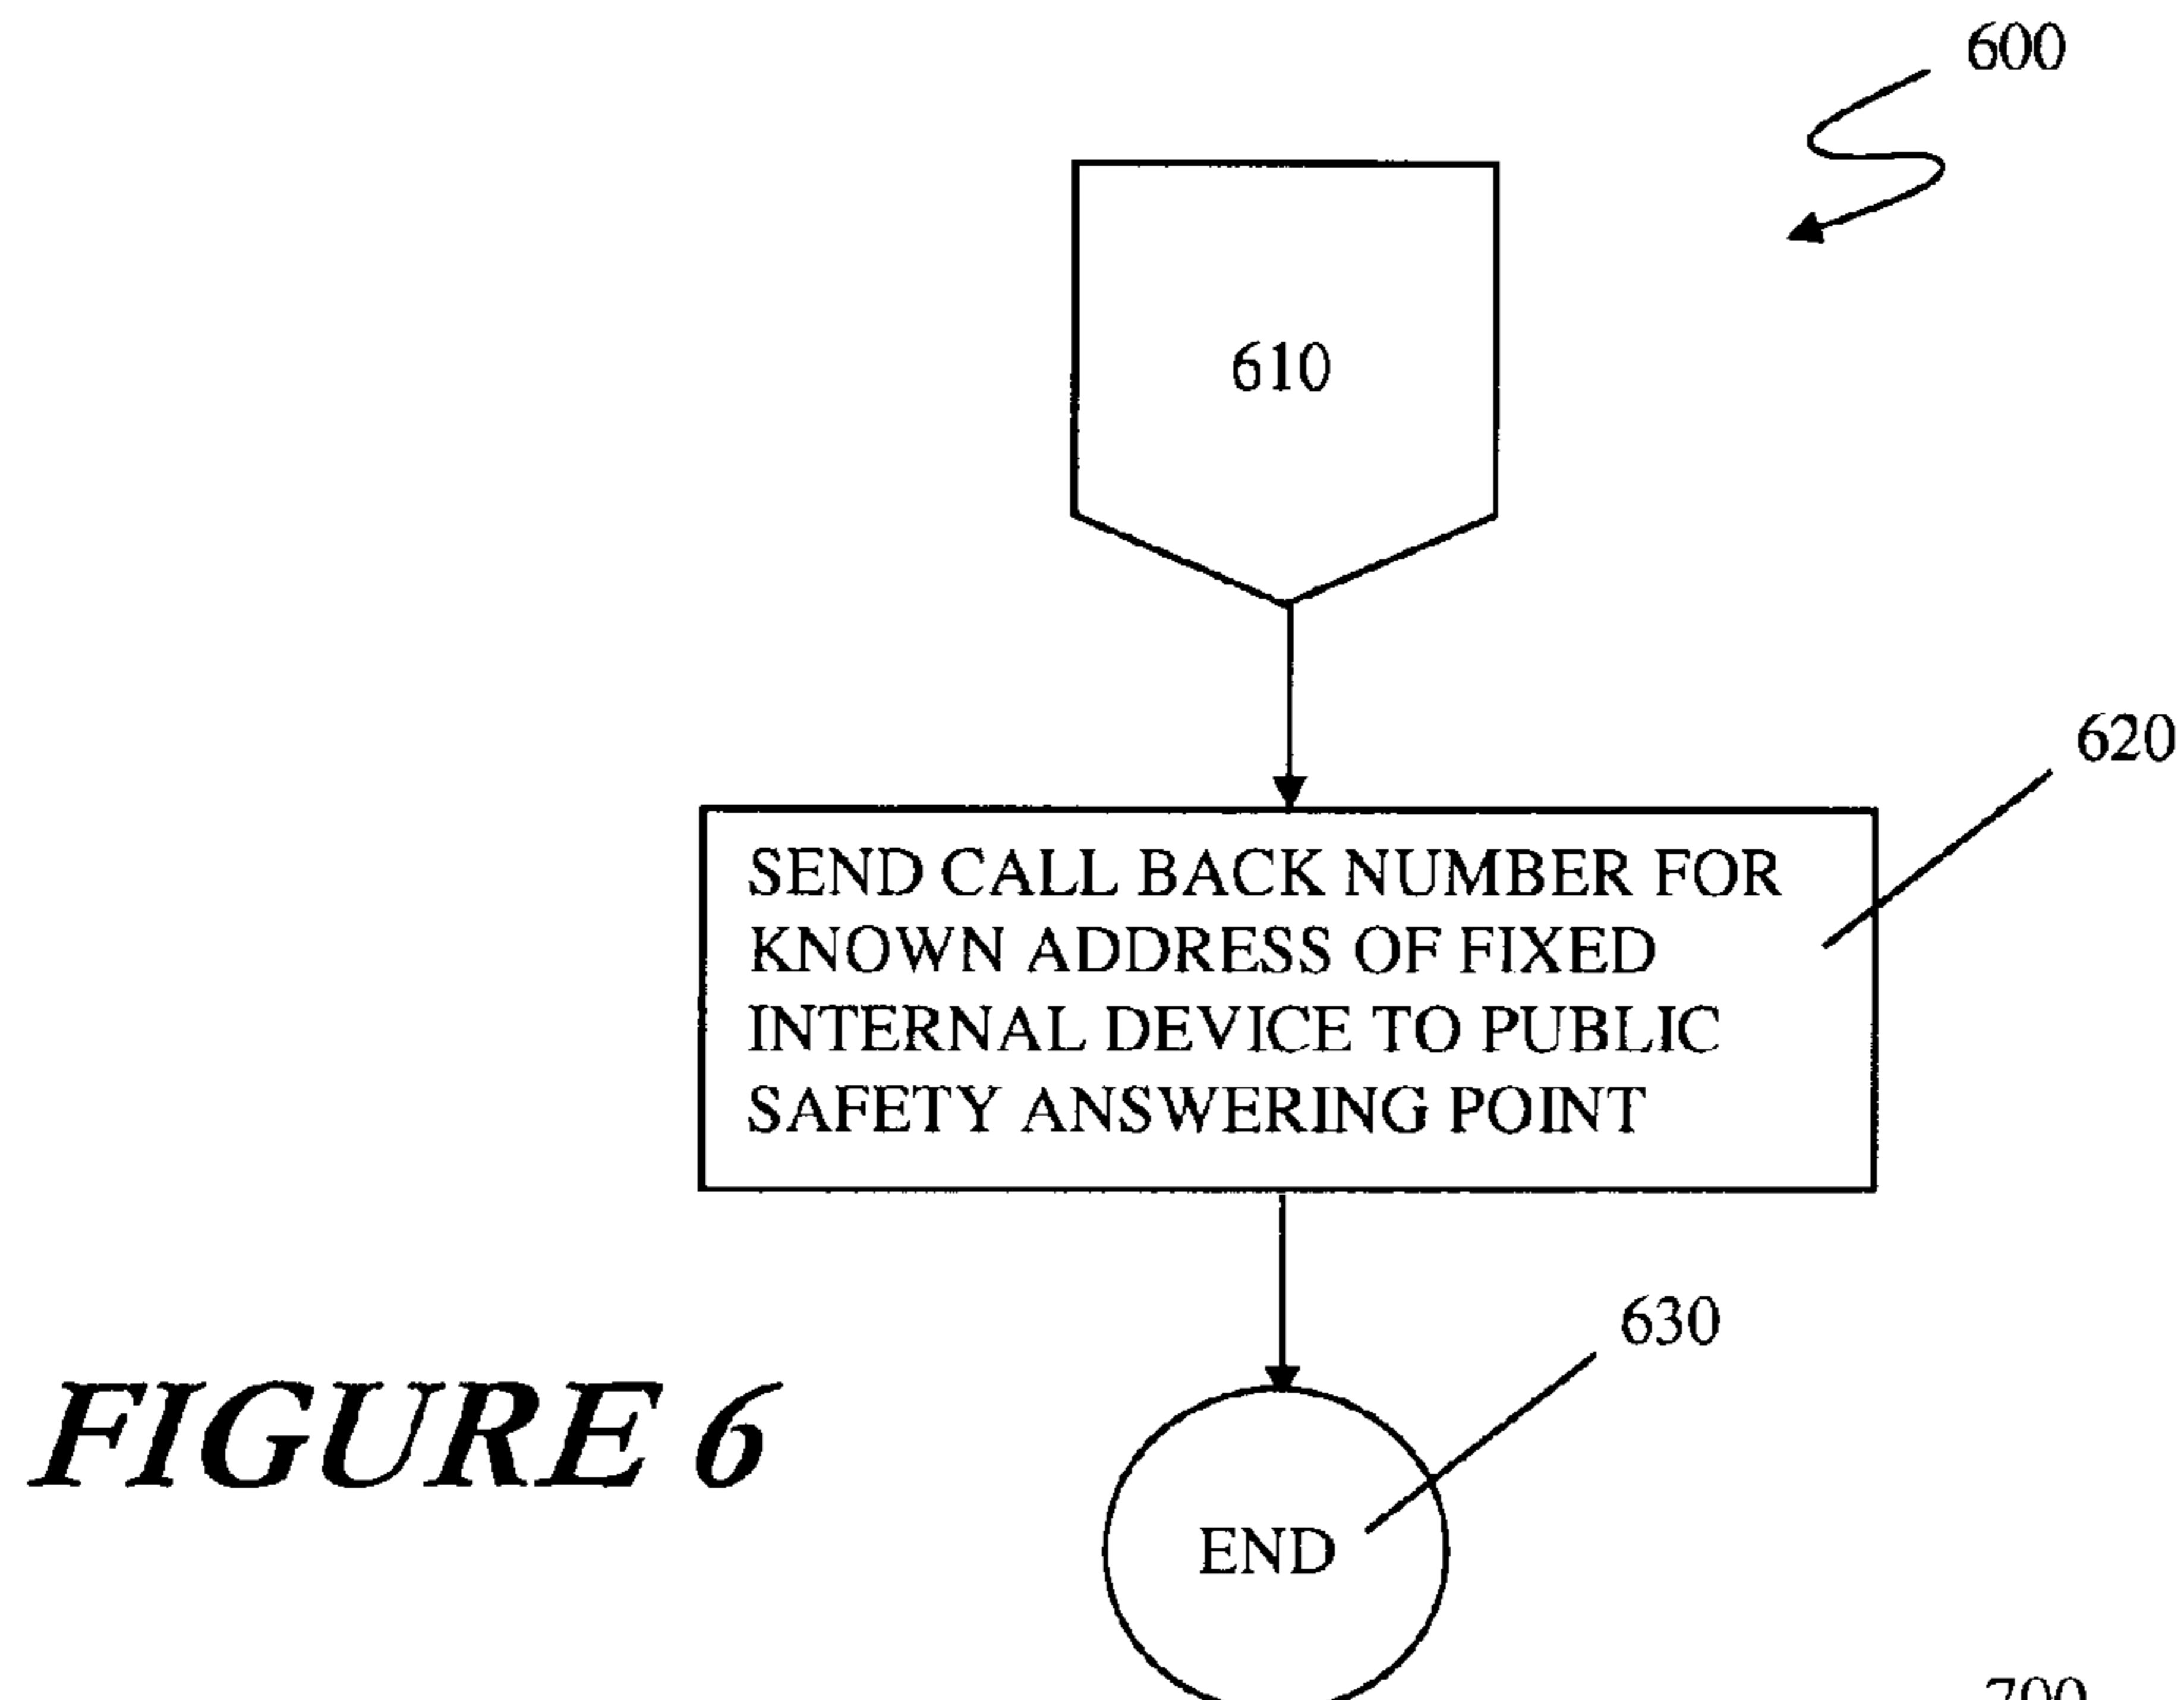 600
610
620
SEND CALL BACK NUMBER FOR
KNOWN ADDRESS OF FIXED
INTERNAL DEVICE TO PUBLIC
SAFETY ANSWERING POINT
630
FIGURE 6
END
700